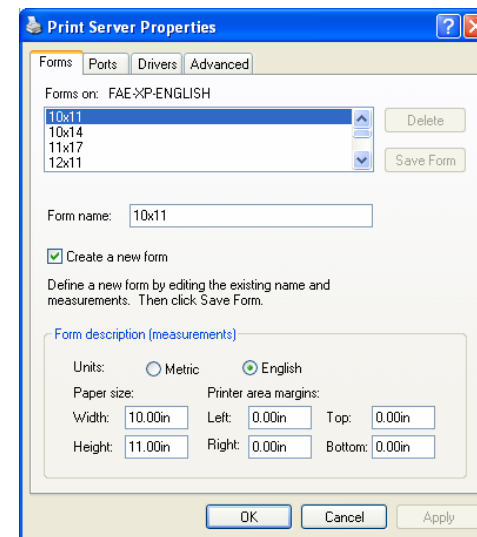 Print Server Properties
Forms Ports Drivers Advanced
Forms on: FAE-XP-ENGLISH
10x11
10x14
11x17
12x11
Delete
Save Form
Form name: 10x11
Create a new form
Define a new form by editing the existing name and
measurements. Then click Save Form.
Form description (measurements)
Units: Metric English
Paper size: Printer area margins:
Width: 10.00in Left: 0.00in Top: 0.00in
Height: 11.00in Right: 0.00in Bottom: 0.00in
OK Cancel Apply